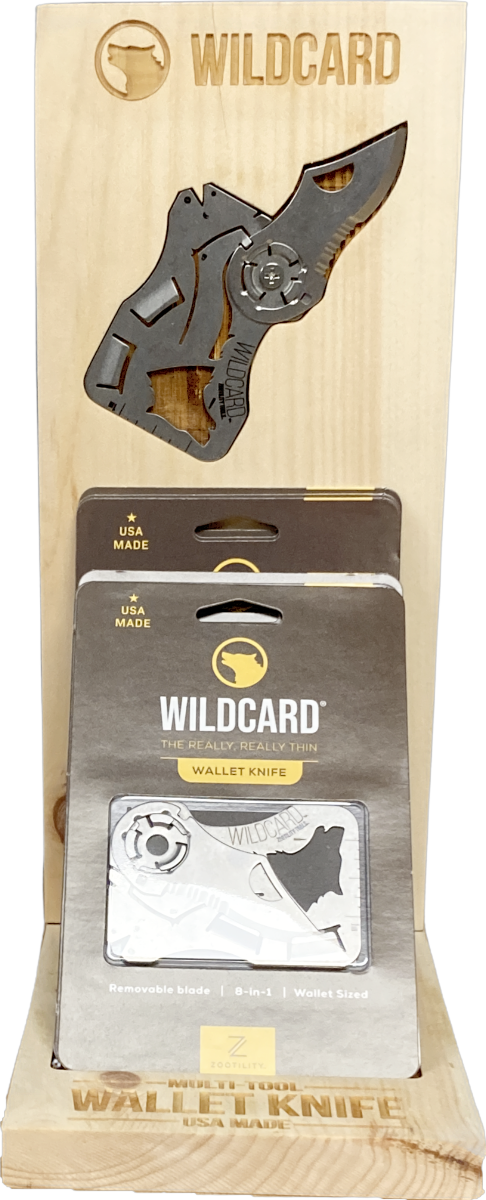 WILDCARD
WILDCARD
USA
MADE
★
USA
MADE
WILDCARD®
THE REALLY, REALLY THIN
WALLET KNIFE
WILDCARD
Removable blade | 8-in-1 | Wallet Sized
Z
ZOOTILITY
MULTI-TOOL
WALLET KNIFE
USA MADE